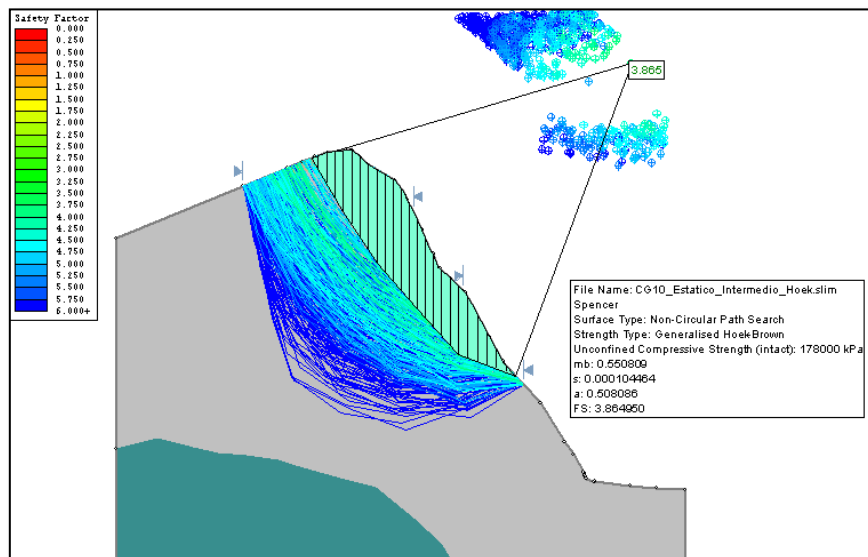 Safety Factor
0.000
0.250
0.500
0.750
1.000
1.250
1.500
1.750
2.000
2.250
2.500
2.750
3.000
3.250
3.500
3.750
4.000
4.250
4.500
4.750
5.000
5.250
5.500
5.750
6.000+
3.865
File Name: CG10_Estatico_Intermedio_Hoek.slim
Spencer
Surface Type: Non-Circular Path Search
Strength Type: Generalised Hoek-Brown
Unconfined Compressive Strength (intact): 178000 kPa
mb: 0.550809
s: 0.000104464
a: 0.508086
FS: 3.864950